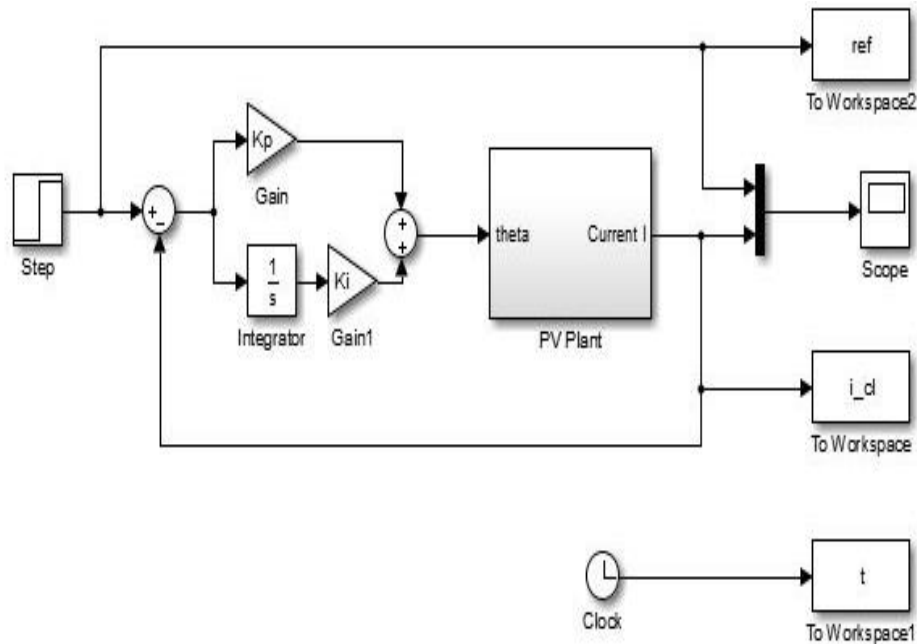 ref
To Workspace2
Kp
Gain
Step
+
-
1
s
Integrator
Ki
Gain1
+
+
theta
Current I
PV Plant
Scope
i_cl
To Workspace
Clock
t
To Workspace1